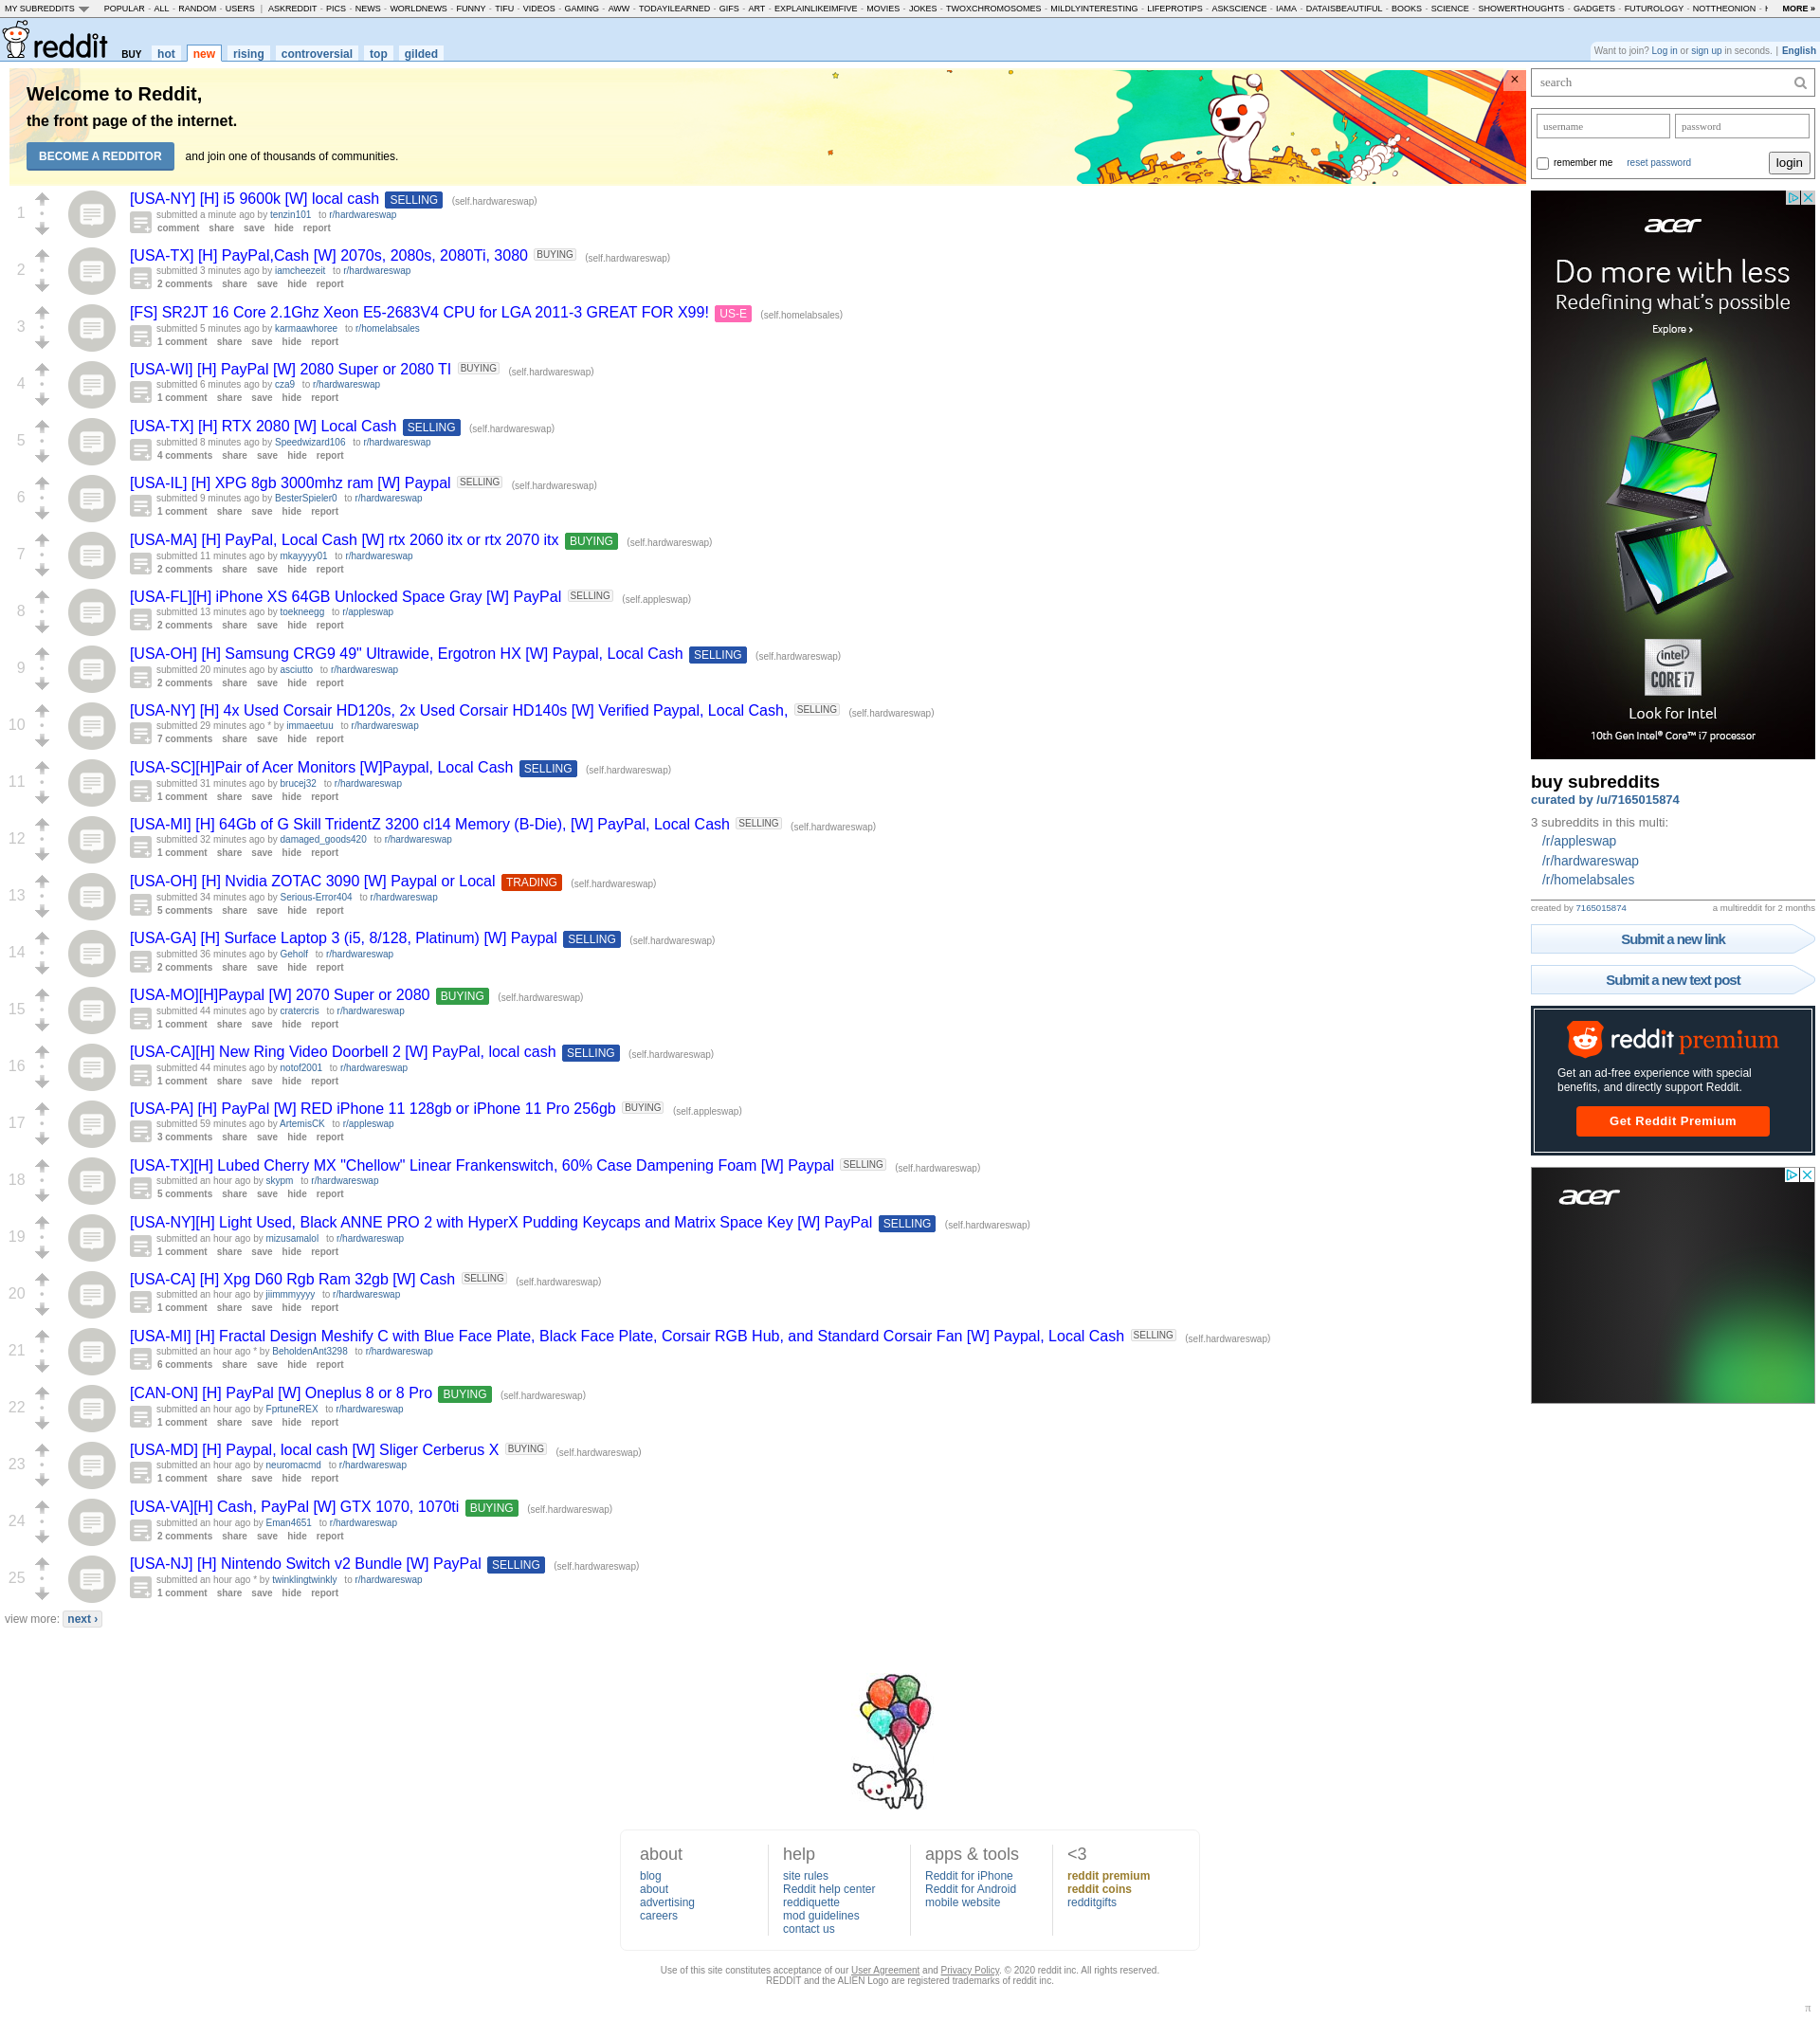 MY SUBREDDITS POPULAR - ALL - RANDOM - USERS | ASKREDDIT - PICS - NEWS - WORLDNEWS - FUNNY - TIFU - VIDEOS - GAMING - AWW - TODAYILEARNED - GIFS - ART - EXPLAINLIKEIMFIVE - MOVIES - JOKES - TWOXCHROMOSOMES - MILDLYINTERESTING - LIFEPROTIPS - ASKSCIENCE - IAMA - DATAISBEAUTIFUL - BOOKS - SCIENCE - SHOWERTHOUGHTS - GADGETS - FUTUROLOGY - NOTTHEONION - MORE »
reddit BUY hot new rising controversial top gilded
Want to join? Log in or sign up in seconds. | English
Welcome to Reddit,
the front page of the internet.
BECOME A REDDITOR and join one of thousands of communities.
×
1
[USA-NY] [H] i5 9600k [W] local cash SELLING (self.hardwareswap)
submitted a minute ago by tenzin101 to r/hardwareswap
comment share save hide report
2
[USA-TX] [H] PayPal,Cash [W] 2070s, 2080s, 2080Ti, 3080 BUYING (self.hardwareswap)
submitted 3 minutes ago by iamcheezeit to r/hardwareswap
2 comments share save hide report
3
[FS] SR2JT 16 Core 2.1Ghz Xeon E5-2683V4 CPU for LGA 2011-3 GREAT FOR X99! US-E (self.homelabsales)
submitted 5 minutes ago by karmaawhoree to r/homelabsales
1 comment share save hide report
4
[USA-WI] [H] PayPal [W] 2080 Super or 2080 TI BUYING (self.hardwareswap)
submitted 6 minutes ago by cza9 to r/hardwareswap
1 comment share save hide report
5
[USA-TX] [H] RTX 2080 [W] Local Cash SELLING (self.hardwareswap)
submitted 8 minutes ago by Speedwizard106 to r/hardwareswap
4 comments share save hide report
6
[USA-IL] [H] XPG 8gb 3000mhz ram [W] Paypal SELLING (self.hardwareswap)
submitted 9 minutes ago by BesterSpieler0 to r/hardwareswap
1 comment share save hide report
7
[USA-MA] [H] PayPal, Local Cash [W] rtx 2060 itx or rtx 2070 itx BUYING (self.hardwareswap)
submitted 11 minutes ago by mkayyyy01 to r/hardwareswap
2 comments share save hide report
8
[USA-FL][H] iPhone XS 64GB Unlocked Space Gray [W] PayPal SELLING (self.appleswap)
submitted 13 minutes ago by toekneegg to r/appleswap
2 comments share save hide report
9
[USA-OH] [H] Samsung CRG9 49" Ultrawide, Ergotron HX [W] Paypal, Local Cash SELLING (self.hardwareswap)
submitted 20 minutes ago by asciutto to r/hardwareswap
2 comments share save hide report
10
[USA-NY] [H] 4x Used Corsair HD120s, 2x Used Corsair HD140s [W] Verified Paypal, Local Cash, SELLING (self.hardwareswap)
submitted 29 minutes ago * by immaeetuu to r/hardwareswap
7 comments share save hide report
11
[USA-SC][H]Pair of Acer Monitors [W]Paypal, Local Cash SELLING (self.hardwareswap)
submitted 31 minutes ago by brucej32 to r/hardwareswap
1 comment share save hide report
12
[USA-MI] [H] 64Gb of G Skill TridentZ 3200 cl14 Memory (B-Die), [W] PayPal, Local Cash SELLING (self.hardwareswap)
submitted 32 minutes ago by damaged_goods420 to r/hardwareswap
1 comment share save hide report
13
[USA-OH] [H] Nvidia ZOTAC 3090 [W] Paypal or Local TRADING (self.hardwareswap)
submitted 34 minutes ago by Serious-Error404 to r/hardwareswap
5 comments share save hide report
14
[USA-GA] [H] Surface Laptop 3 (i5, 8/128, Platinum) [W] Paypal SELLING (self.hardwareswap)
submitted 36 minutes ago by Geholf to r/hardwareswap
2 comments share save hide report
15
[USA-MO][H]Paypal [W] 2070 Super or 2080 BUYING (self.hardwareswap)
submitted 44 minutes ago by cratercris to r/hardwareswap
1 comment share save hide report
16
[USA-CA][H] New Ring Video Doorbell 2 [W] PayPal, local cash SELLING (self.hardwareswap)
submitted 44 minutes ago by notof2001 to r/hardwareswap
1 comment share save hide report
17
[USA-PA] [H] PayPal [W] RED iPhone 11 128gb or iPhone 11 Pro 256gb BUYING (self.appleswap)
submitted 59 minutes ago by ArtemisCK to r/appleswap
3 comments share save hide report
18
[USA-TX][H] Lubed Cherry MX "Chellow" Linear Frankenswitch, 60% Case Dampening Foam [W] Paypal SELLING (self.hardwareswap)
submitted an hour ago by skypm to r/hardwareswap
5 comments share save hide report
19
[USA-NY][H] Light Used, Black ANNE PRO 2 with HyperX Pudding Keycaps and Matrix Space Key [W] PayPal SELLING (self.hardwareswap)
submitted an hour ago by mizusamalol to r/hardwareswap
1 comment share save hide report
20
[USA-CA] [H] Xpg D60 Rgb Ram 32gb [W] Cash SELLING (self.hardwareswap)
submitted an hour ago by jiimmmyyyy to r/hardwareswap
1 comment share save hide report
21
[USA-MI] [H] Fractal Design Meshify C with Blue Face Plate, Black Face Plate, Corsair RGB Hub, and Standard Corsair Fan [W] Paypal, Local Cash SELLING (self.hardwareswap)
submitted an hour ago * by BeholdenAnt3298 to r/hardwareswap
6 comments share save hide report
22
[CAN-ON] [H] PayPal [W] Oneplus 8 or 8 Pro BUYING (self.hardwareswap)
submitted an hour ago by FprtuneREX to r/hardwareswap
1 comment share save hide report
23
[USA-MD] [H] Paypal, local cash [W] Sliger Cerberus X BUYING (self.hardwareswap)
submitted an hour ago by neuromacmd to r/hardwareswap
1 comment share save hide report
24
[USA-VA][H] Cash, PayPal [W] GTX 1070, 1070ti BUYING (self.hardwareswap)
submitted an hour ago by Eman4651 to r/hardwareswap
2 comments share save hide report
25
[USA-NJ] [H] Nintendo Switch v2 Bundle [W] PayPal SELLING (self.hardwareswap)
submitted an hour ago * by twinklingtwinkly to r/hardwareswap
1 comment share save hide report
view more: next ›
search
username password
remember me reset password login
acer
Do more with less
Redefining what's possible
Explore ›
intel
CORE i7
Look for Intel
10th Gen Intel® Core™ i7 processor
buy subreddits
curated by /u/7165015874
3 subreddits in this multi:
/r/appleswap
/r/hardwareswap
/r/homelabsales
created by 7165015874 a multireddit for 2 months
Submit a new link
Submit a new text post
reddit premium
Get an ad-free experience with special
benefits, and directly support Reddit.
Get Reddit Premium
acer
about
blog
about
advertising
careers
help
site rules
Reddit help center
reddiquette
mod guidelines
contact us
apps & tools
Reddit for iPhone
Reddit for Android
mobile website
<3
reddit premium
reddit coins
redditgifts
Use of this site constitutes acceptance of our User Agreement and Privacy Policy. © 2020 reddit inc. All rights reserved.
REDDIT and the ALIEN Logo are registered trademarks of reddit inc.
π